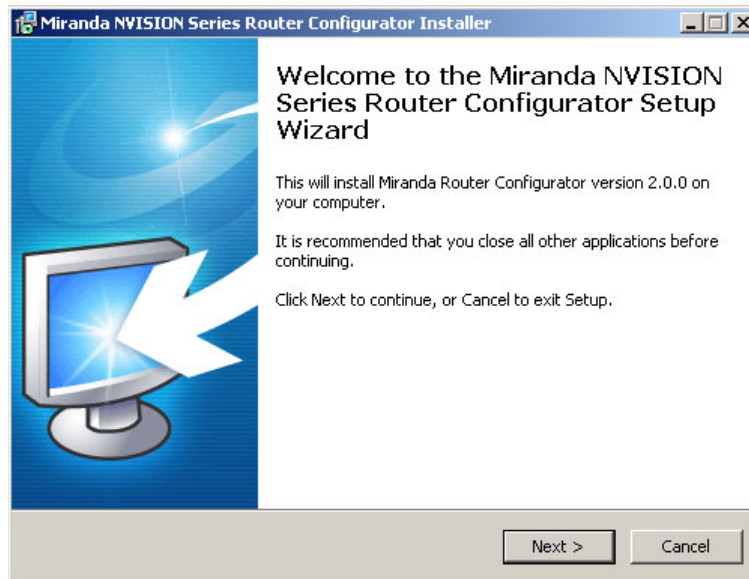 Miranda NVISION Series Router Configurator Installer
Welcome to the Miranda NVISION
Series Router Configurator Setup
Wizard
This will install Miranda Router Configurator version 2.0.0 on
your computer.
It is recommended that you close all other applications before
continuing.
Click Next to continue, or Cancel to exit Setup.
Next >
Cancel